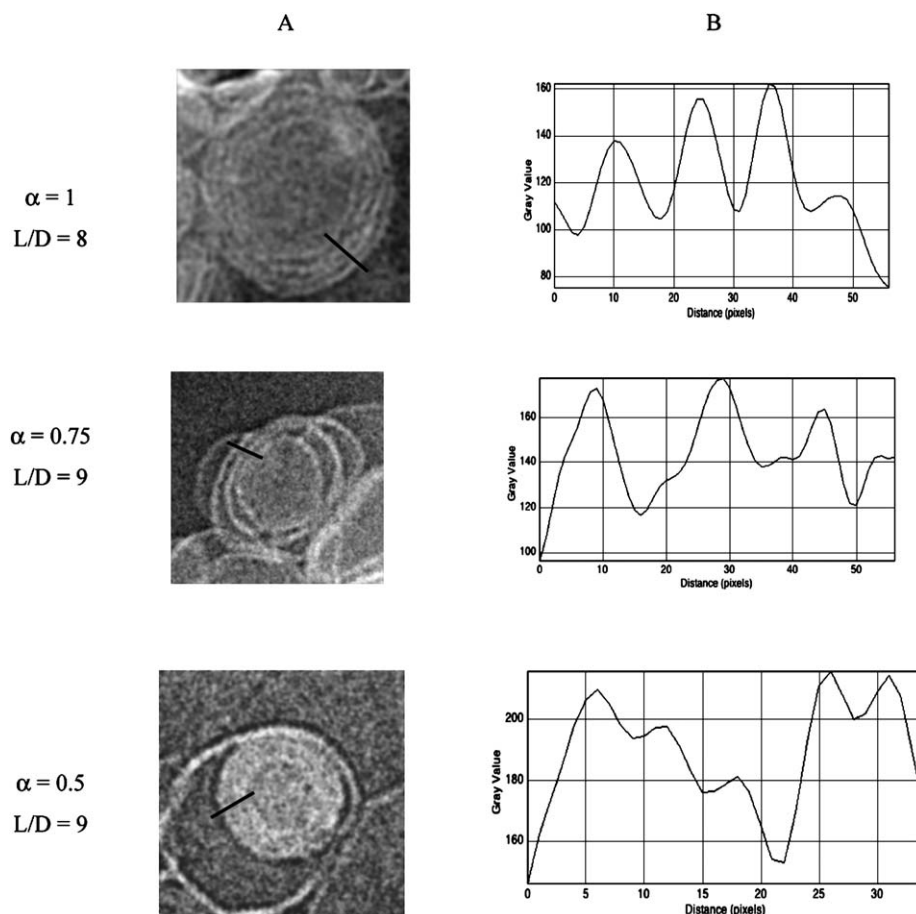 A
B
α = 1
L/D = 8
Gray Value
160
140
120
100
80
0 10 20 30 40 50
Distance (pixels)
α = 0.75
L/D = 9
Gray Value
160
140
120
100
0 10 20 30 40 50
Distance (pixels)
α = 0.5
L/D = 9
Gray Value
200
180
160
0 5 10 15 20 25 30
Distance (pixels)